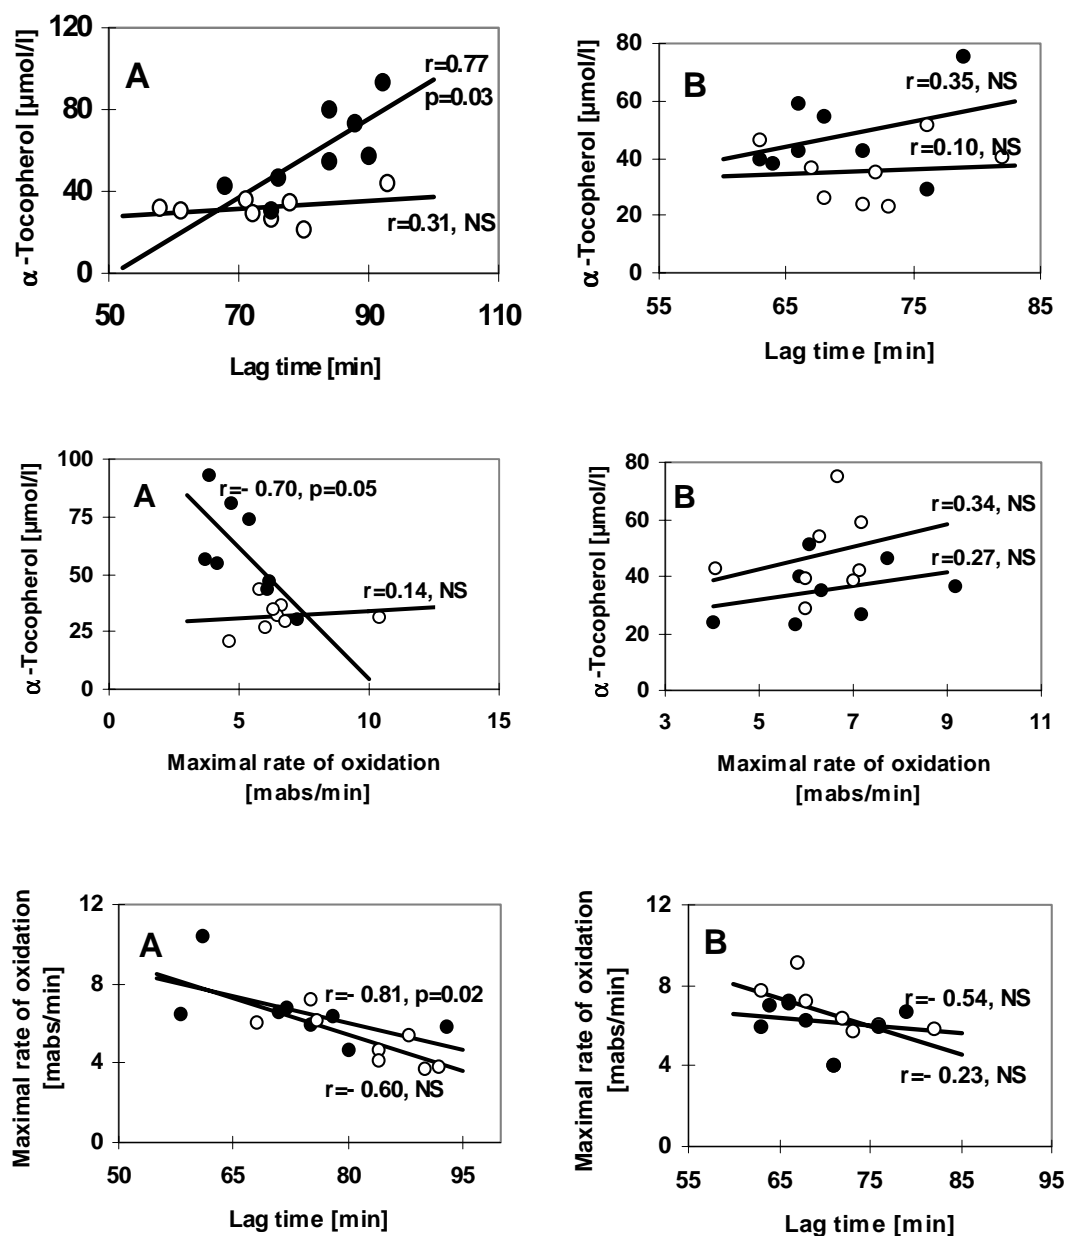 120
80
40
0
50
70
90
110
α-Tocopherol [µmol/l]
Lag time [min]
A
r=0.77
p=0.03
r=0.31, NS
80
60
40
20
0
55
65
75
85
α-Tocopherol [µmol/l]
Lag time [min]
B
r=0.35, NS
r=0.10, NS
100
75
50
25
0
0
5
10
15
α-Tocopherol [µmol/l]
Maximal rate of oxidation
[mabs/min]
A
r=- 0.70, p=0.05
r=0.14, NS
80
60
40
20
0
3
5
7
9
11
α-Tocopherol [µmol/l]
Maximal rate of oxidation
[mabs/min]
B
r=0.34, NS
r=0.27, NS
12
8
4
0
50
65
80
95
Maximal rate of oxidation
[mabs/min]
Lag time [min]
A
r=- 0.81, p=0.02
r=- 0.60, NS
12
8
4
0
55
65
75
85
95
Maximal rate of oxidation
[mabs/min]
Lag time [min]
B
r=- 0.54, NS
r=- 0.23, NS